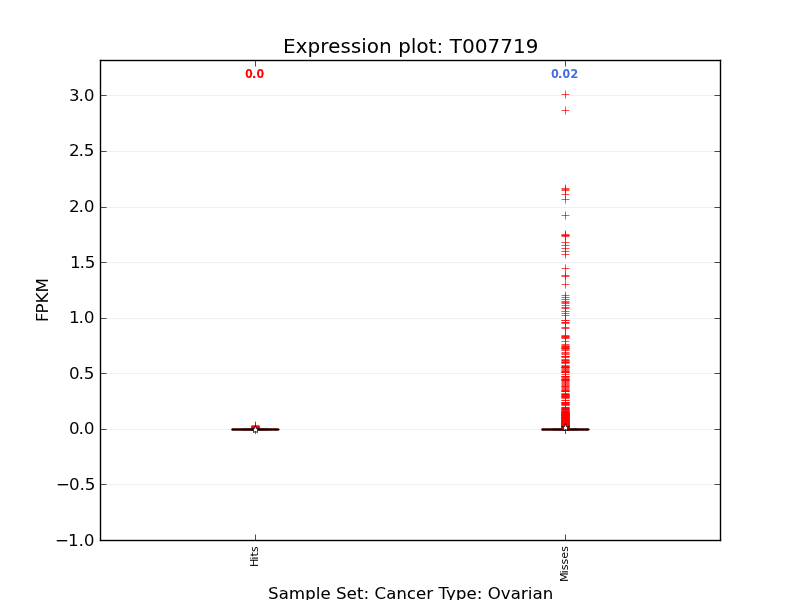 Expression plot: T007719
0.0
0.02
3.0
2.5
2.0
1.5
1.0
0.5
0.0
−0.5
−1.0
FPKM
Hits
Misses
Sample Set: Cancer Type: Ovarian